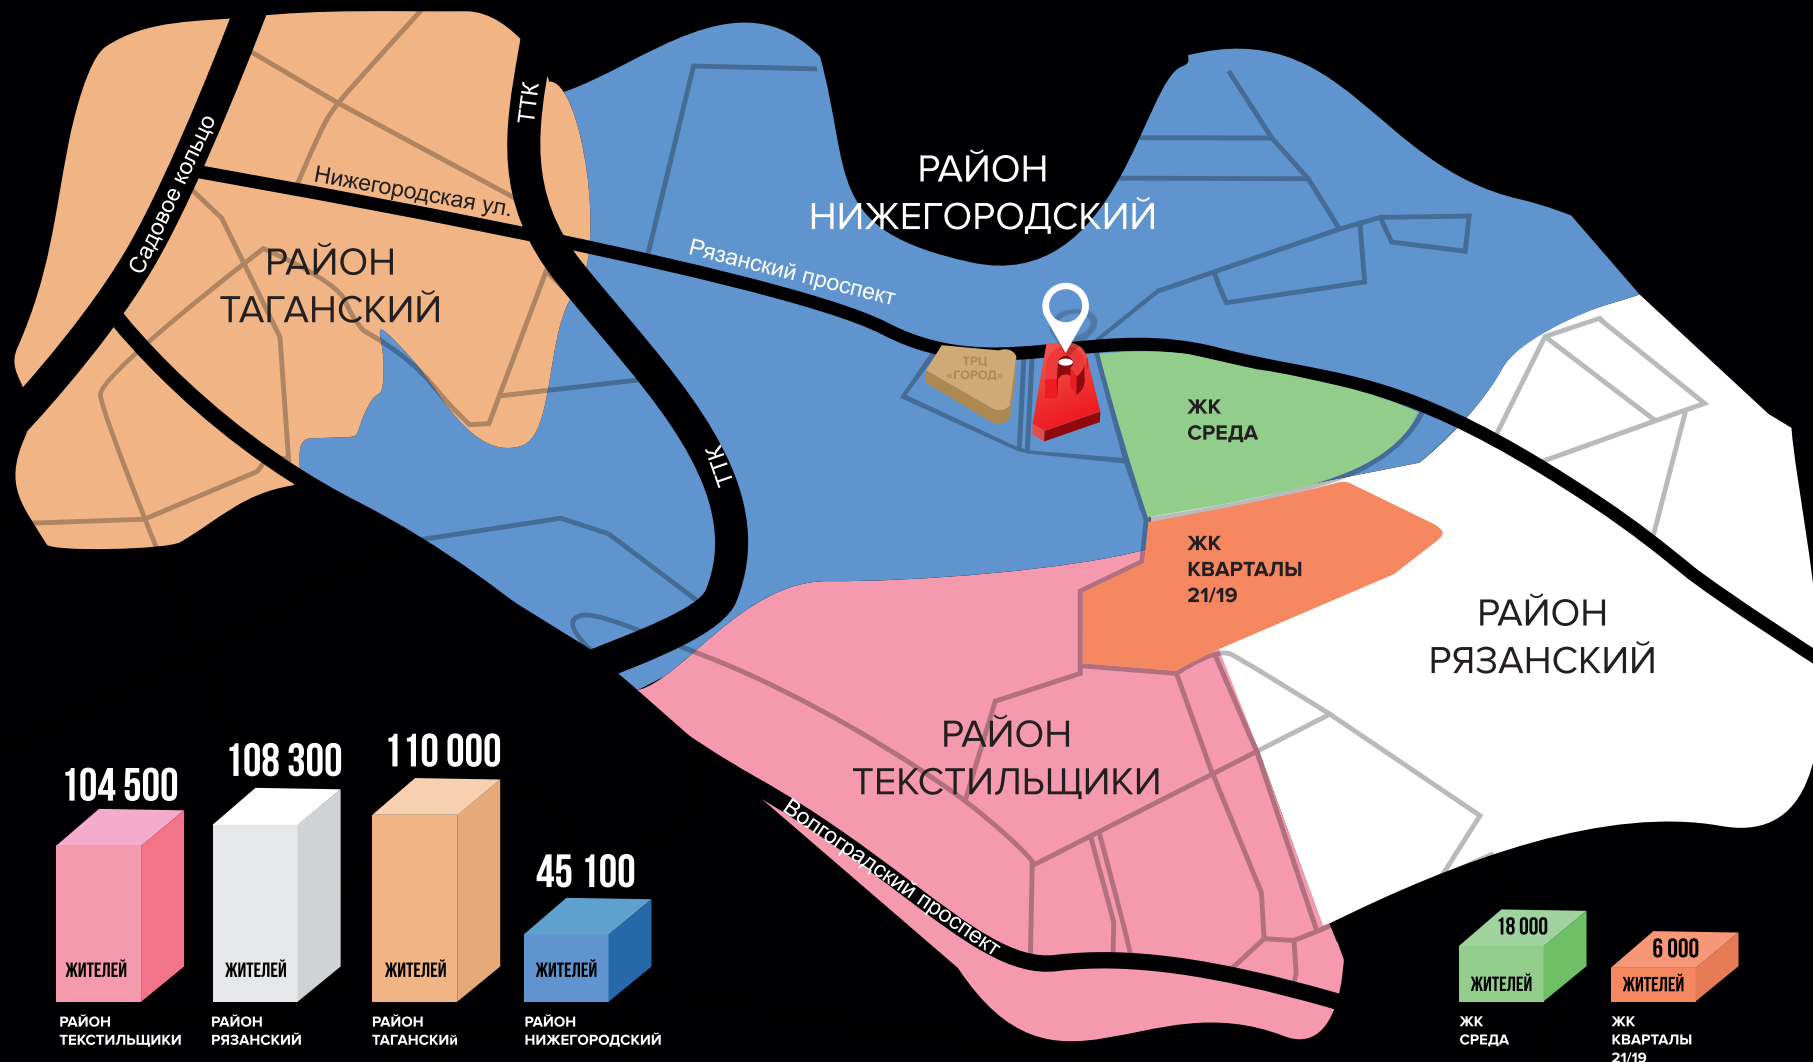 ТТК
Садовое кольцо
Нижегородская ул.
РАЙОН
НИЖЕГОРОДСКИЙ
РАЙОН
ТАГАНСКИЙ
Рязанский проспект
ТРЦ
«ГОРОД»
ЖК
СРЕДА
ТТК
ЖК
КВАРТАЛЫ
21/19
РАЙОН
РЯЗАНСКИЙ
РАЙОН
ТЕКСТИЛЬЩИКИ
Волгоградский проспект
104 500
ЖИТЕЛЕЙ
РАЙОН
ТЕКСТИЛЬЩИКИ
108 300
ЖИТЕЛЕЙ
РАЙОН
РЯЗАНСКИЙ
110 000
ЖИТЕЛЕЙ
РАЙОН
ТАГАНСКИй
45 100
ЖИТЕЛЕЙ
РАЙОН
НИЖЕГОРОДСКИЙ
18 000
ЖИТЕЛЕЙ
ЖК
СРЕДА
6 000
ЖИТЕЛЕЙ
ЖК
КВАРТАЛЫ
21/19